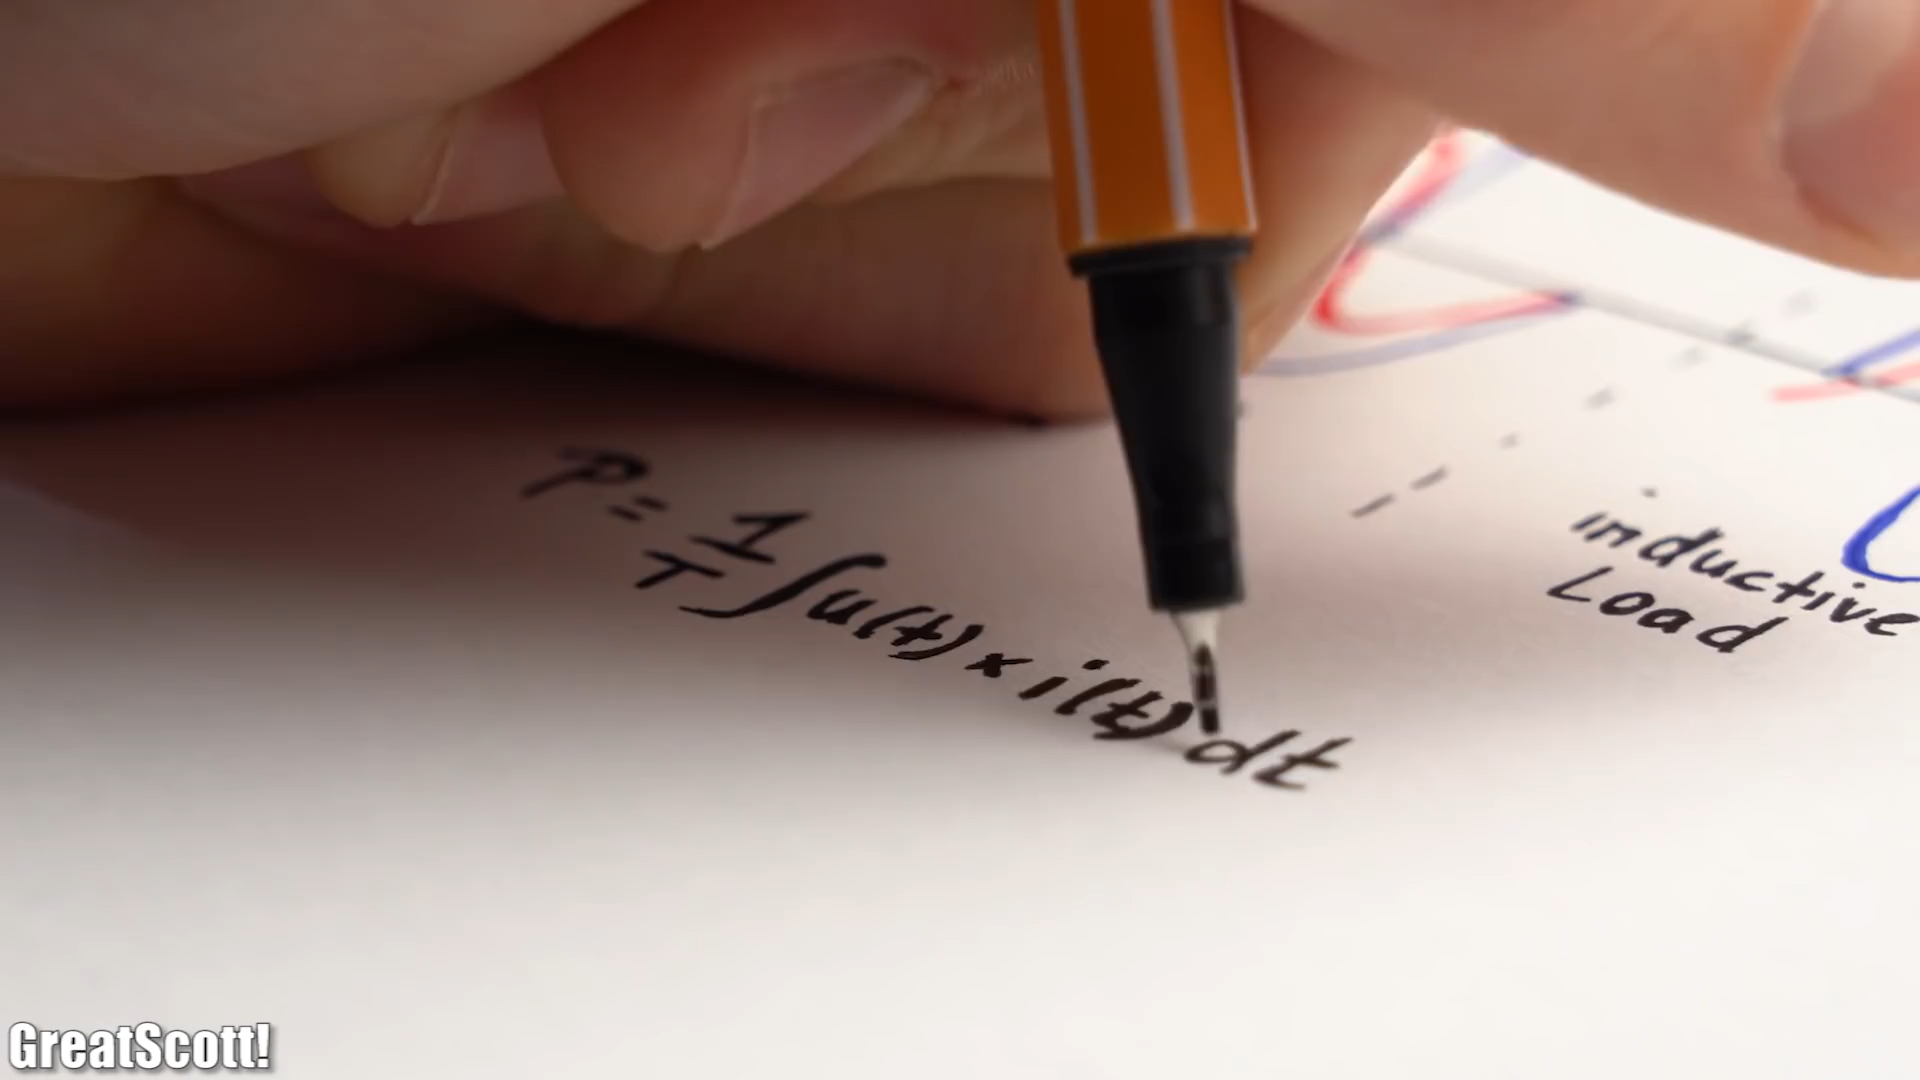 P = 1/T ∫ u(t) × i(t) dt
inductive
Load
GreatScott!